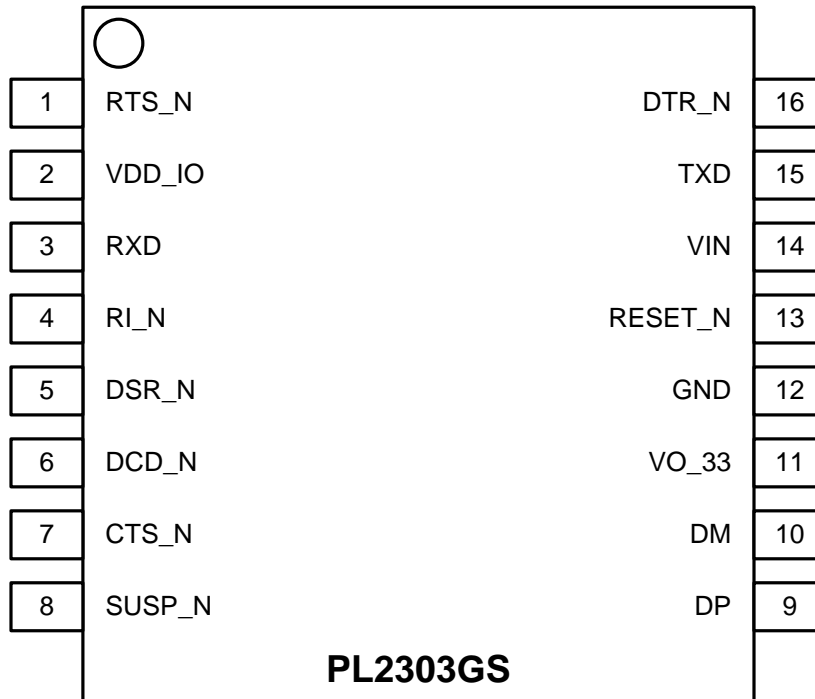 1 RTS_N DTR_N 16
2 VDD_IO TXD 15
3 RXD VIN 14
4 RI_N RESET_N 13
5 DSR_N GND 12
6 DCD_N VO_33 11
7 CTS_N DM 10
8 SUSP_N DP 9
PL2303GS